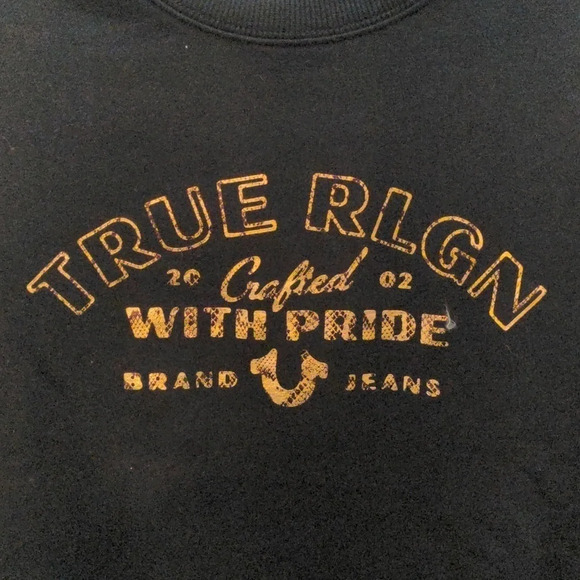 TRUE RLGN
20 Crafted 02
WITH PRIDE
BRAND JEANS